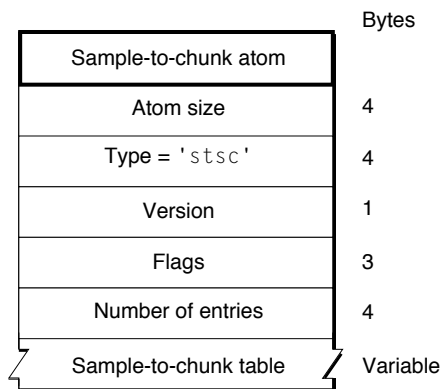 Bytes
Sample-to-chunk atom
Atom size 4
Type = 'stsc' 4
Version 1
Flags 3
Number of entries 4
Sample-to-chunk table Variable